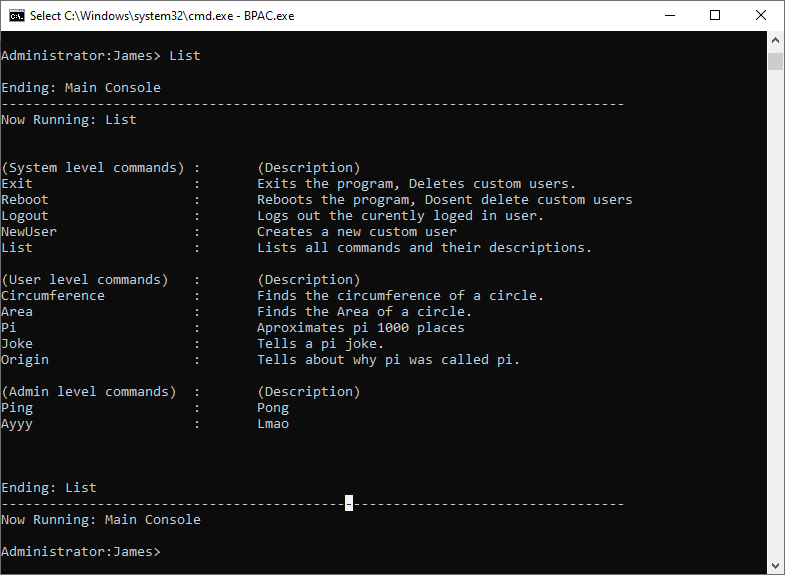 Select C:\Windows\system32\cmd.exe - BPAC.exe
Administrator:James> List
Ending: Main Console
------------------------------------------------------------------------------
Now Running: List
(System level commands) :       (Description)
Exit                    :       Exits the program, Deletes custom users.
Reboot                  :       Reboots the program, Dosent delete custom users
Logout                  :       Logs out the curently loged in user.
NewUser                 :       Creates a new custom user
List                    :       Lists all commands and their descriptions.
(User level commands)   :       (Description)
Circumference           :       Finds the circumference of a circle.
Area                    :       Finds the Area of a circle.
Pi                      :       Aproximates pi 1000 places
Joke                    :       Tells a pi joke.
Origin                  :       Tells about why pi was called pi.
(Admin level commands)  :       (Description)
Ping                    :       Pong
Ayyy                    :       Lmao
Ending: List
------------------------------------------------------------------------------
Now Running: Main Console
Administrator:James>